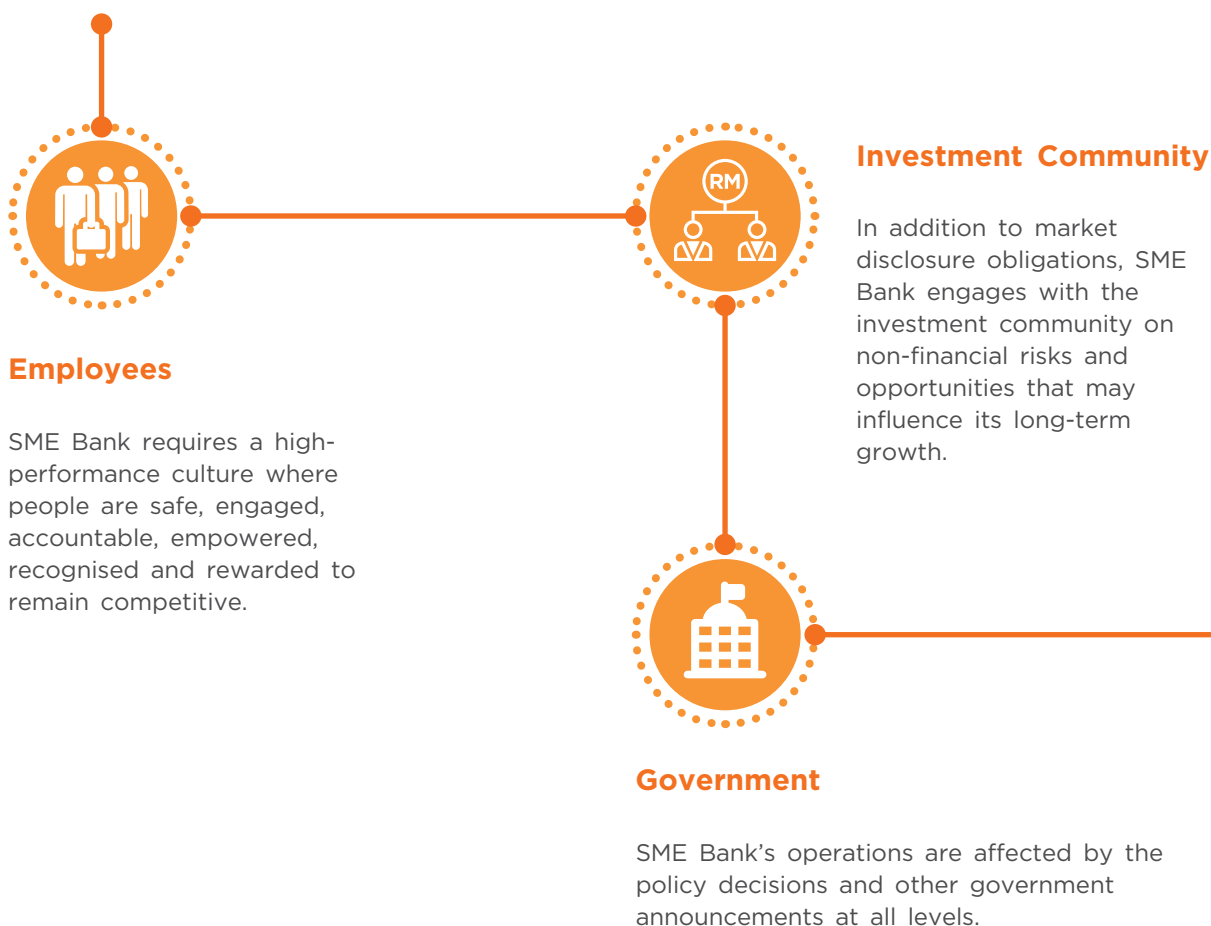 RM
Investment Community
In addition to market
disclosure obligations, SME
Bank engages with the
investment community on
non-financial risks and
opportunities that may
influence its long-term
growth.
Employees
SME Bank requires a high-
performance culture where
people are safe, engaged,
accountable, empowered,
recognised and rewarded to
remain competitive.
Government
SME Bank’s operations are affected by the
policy decisions and other government
announcements at all levels.